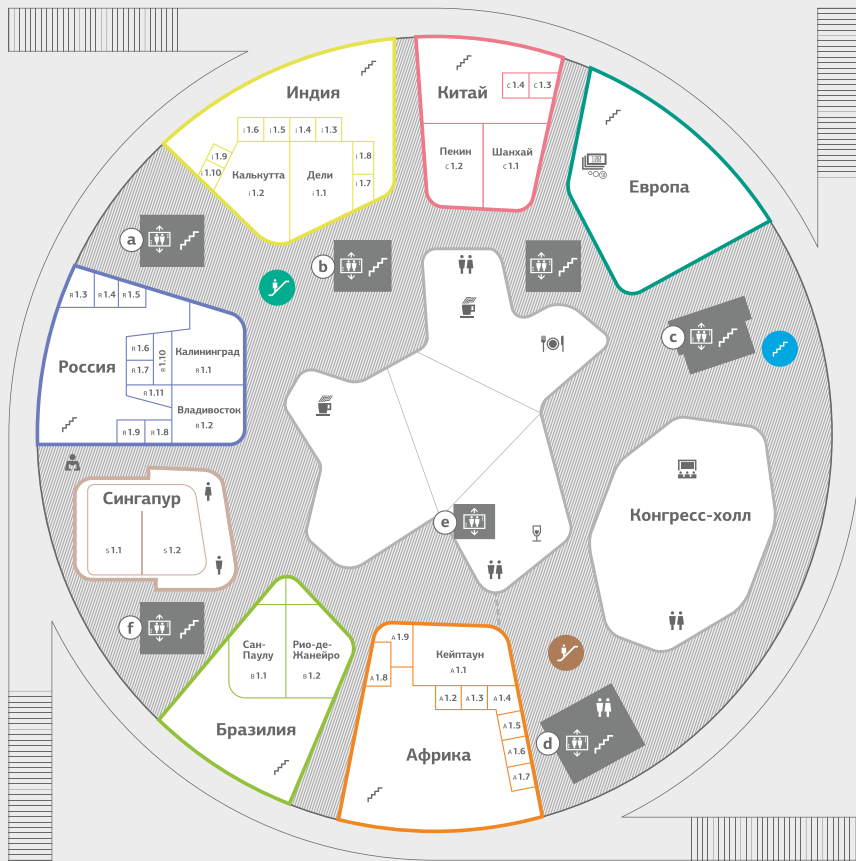 Индия
i 1.6
i 1.5
i 1.4
i 1.3
i 1.9
i 1.10
i 1.8
i 1.7
Калькутта
i 1.2
Дели
i 1.1
Китай
C 1.4
C 1.3
Пекин
C 1.2
Шанхай
C 1.1
Европа
a
b
c
R 1.3
R 1.4
R 1.5
Россия
R 1.6
R 1.7
R 1.10
R 1.11
Калининград
R 1.1
Владивосток
R 1.2
R 1.9
R 1.8
Сингапур
S 1.1
S 1.2
e
Конгресс-холл
f
Сан-
Паулу
B 1.1
Рио-де-
Жанейро
B 1.2
Бразилия
A 1.9
A 1.8
Кейптаун
A 1.1
A 1.2
A 1.3
A 1.4
A 1.5
A 1.6
A 1.7
Африка
d